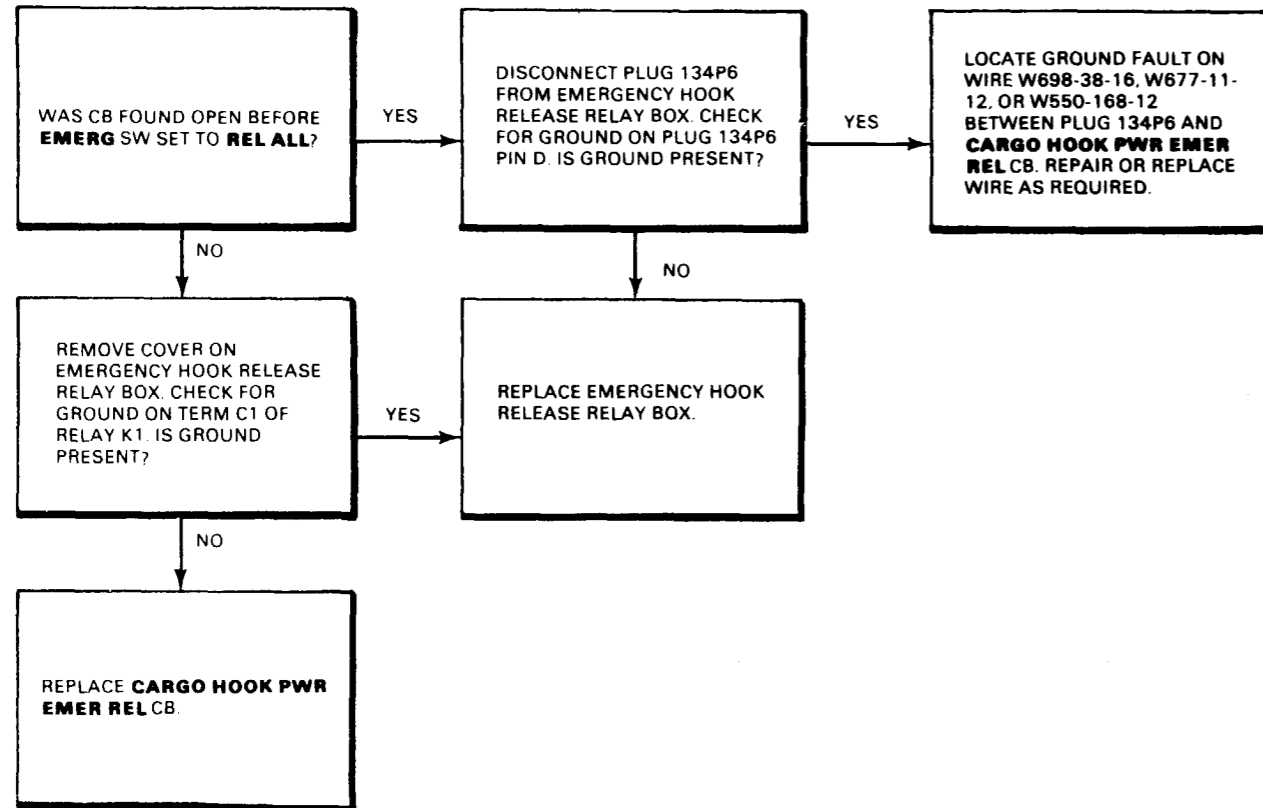 WAS CB FOUND OPEN BEFORE
EMERG SW SET TO REL ALL?
YES
DISCONNECT PLUG 134P6
FROM EMERGENCY HOOK
RELEASE RELAY BOX. CHECK
FOR GROUND ON PLUG 134P6
PIN D. IS GROUND PRESENT?
YES
LOCATE GROUND FAULT ON
WIRE W698-38-16, W677-11-
12, OR W550-168-12
BETWEEN PLUG 134P6 AND
CARGO HOOK PWR EMER
REL CB. REPAIR OR REPLACE
WIRE AS REQUIRED.
NO
NO
REMOVE COVER ON
EMERGENCY HOOK RELEASE
RELAY BOX. CHECK FOR
GROUND ON TERM C1 OF
RELAY K1. IS GROUND
PRESENT?
YES
REPLACE EMERGENCY HOOK
RELEASE RELAY BOX.
NO
REPLACE CARGO HOOK PWR
EMER REL CB.